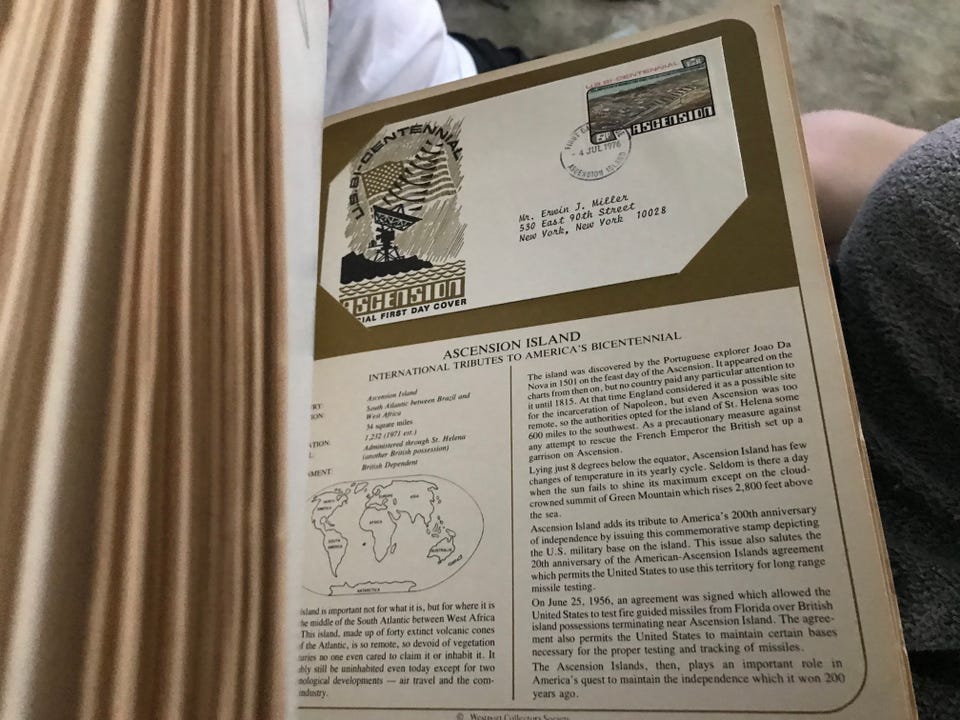 U.S. BI-CENTENNIAL
ASCENSION
FIRST DAY COVER
U.S. BI-CENTENNIAL
ASCENSION
4 JUL 1976
ASCENSION ISLAND
Mr. Erwin J. Miller
530 East 90th Street
New York, New York 10028
ASCENSION ISLAND
INTERNATIONAL TRIBUTES TO AMERICA'S BICENTENNIAL
Ascension Island
South Atlantic between Brazil and
West Africa
34 square miles
1,232 (1971 est.)
Administered through St. Helena
(another British possession)
British Dependent
NORTH AMERICA
EUROPE
ASIA
AFRICA
SOUTH AMERICA
AUSTRALIA
ANTARCTICA
island is important not for what it is, but for where it is
he middle of the South Atlantic between West Africa
This island, made up of forty extinct volcanic cones
of the Atlantic, is so remote, so devoid of vegetation
uries no one even cared to claim it or inhabit it. It
bly still be uninhabited even today except for two
nological developments — air travel and the com-
industry.
The island was discovered by the Portuguese explorer Joao Da
Nova in 1501 on the feast day of the Ascension. It appeared on the
charts from then on, but no country paid any particular attention to
it until 1815. At that time England considered it as a possible site
for the incarceration of Napoleon, but even Ascension was too
remote, so the authorities opted for the island of St. Helena some
600 miles to the southwest. As a precautionary measure against
any attempt to rescue the French Emperor the British set up a
garrison on Ascension.
Lying just 8 degrees below the equator, Ascension Island has few
changes of temperature in its yearly cycle. Seldom is there a day
when the sun fails to shine its maximum except on the cloud-
crowned summit of Green Mountain which rises 2,800 feet above
the sea.
Ascension Island adds its tribute to America's 200th anniversary
of independence by issuing this commemorative stamp depicting
the U.S. military base on the island. This issue also salutes the
20th anniversary of the American-Ascension Islands agreement
which permits the United States to use this territory for long range
missile testing.
On June 25, 1956, an agreement was signed which allowed the
United States to test fire guided missiles from Florida over British
island possessions terminating near Ascension Island. The agree-
ment also permits the United States to maintain certain bases
necessary for the proper testing and tracking of missiles.
The Ascension Islands, then, plays an important role in
America's quest to maintain the independence which it won 200
years ago.
© Westport Collectors Society